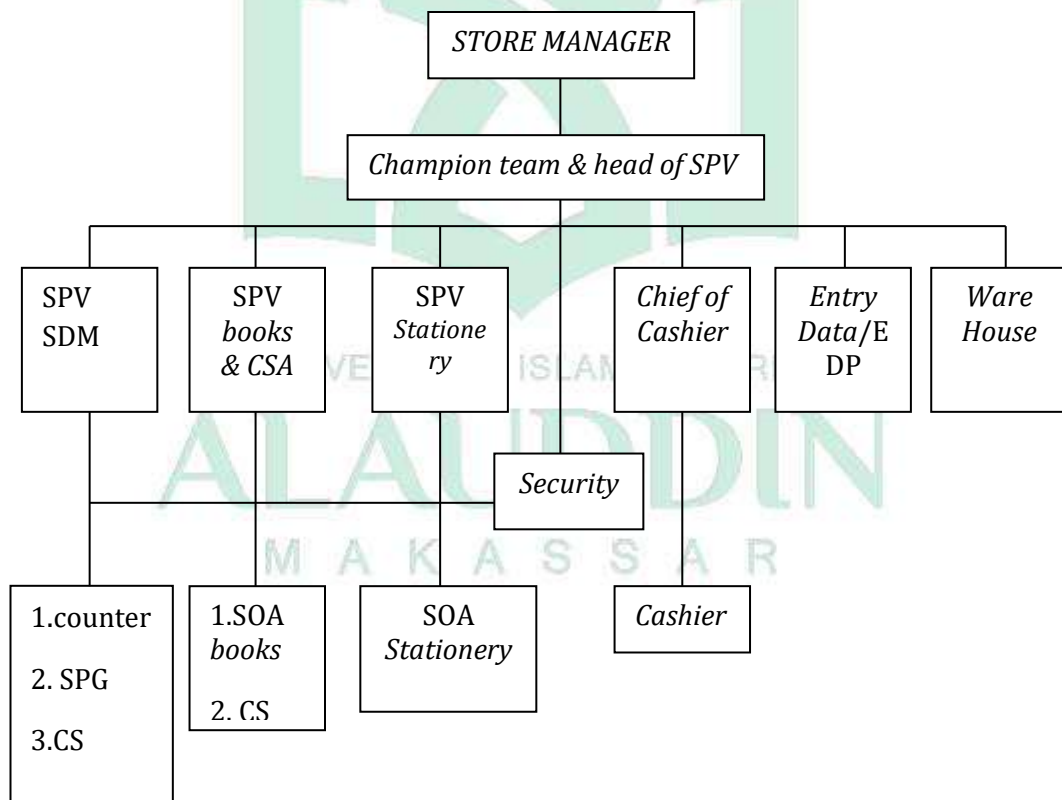 STORE MANAGER
Champion team & head of SPV
SPV
SDM
SPV
books
& CSA
SPV
Statione
ry
Chief of
Cashier
Entry
Data/E
DP
Ware
House
ISLAM
ALAUDDIN
MAKASSAR
Security
1.counter
2. SPG
3.CS
1.SOA
books
2. CS
SOA
Stationery
Cashier